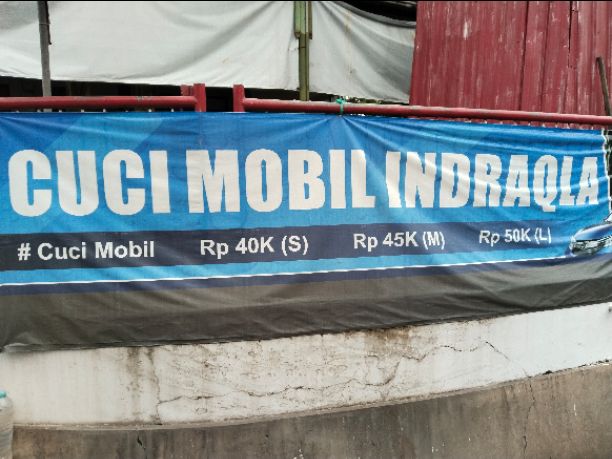 CUCI MOBIL INDRAQLA
# Cuci Mobil Rp 40K (S) Rp 45K (M) Rp 50K (L)